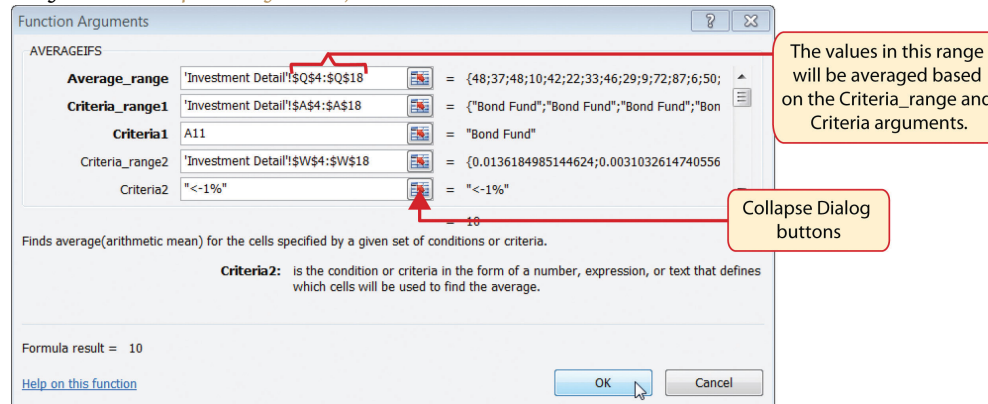 Function Arguments
AVERAGEIFS
Average_range 'Investment Detail'!$Q$4:$Q$18 = {48;37;48;10;42;22;33;46;29;9;72;87;6;50;
Criteria_range1 'Investment Detail'!$A$4:$A$18 = {"Bond Fund";"Bond Fund";"Bond Fund";"Bon
Criteria1 A11 = "Bond Fund"
Criteria_range2 'Investment Detail'!$W$4:$W$18 = {0.0136184985144624;0.0031032614740556
Criteria2 "<-1%" = "<-1%"
= 10
Finds average(arithmetic mean) for the cells specified by a given set of conditions or criteria.
Criteria2: is the condition or criteria in the form of a number, expression, or text that defines
which cells will be used to find the average.
Formula result = 10
Help on this function
OK Cancel
The values in this range
will be averaged based
on the Criteria_range and
Criteria arguments.
Collapse Dialog
buttons